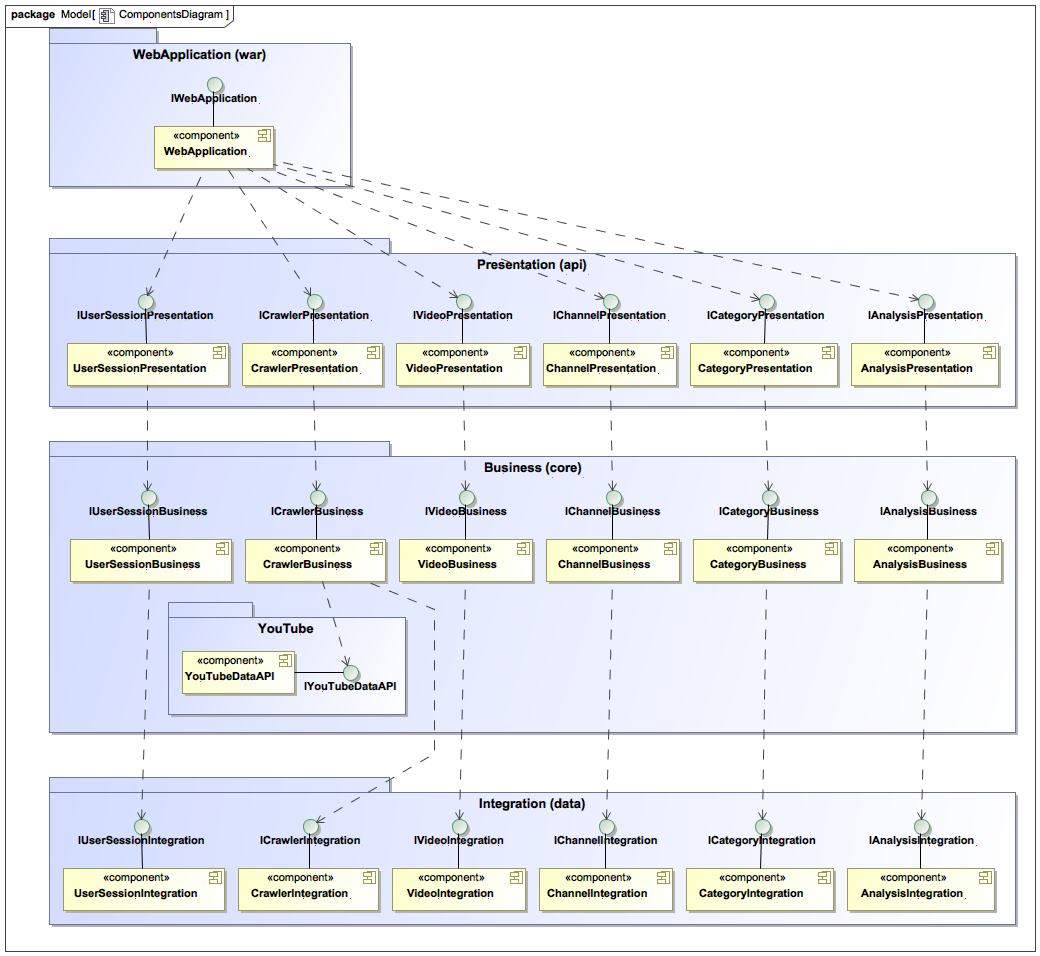 package Model[ ComponentsDiagram ]
WebApplication (war)
IWebApplication
«component»
WebApplication
Presentation (api)
IUserSessionPresentation ICrawlerPresentation IVideoPresentation IChannelPresentation ICategoryPresentation IAnalysisPresentation
«component» «component» «component» «component» «component» «component»
UserSessionPresentation CrawlerPresentation VideoPresentation ChannelPresentation CategoryPresentation AnalysisPresentation
Business (core)
IUserSessionBusiness ICrawlerBusiness IVideoBusiness IChannelBusiness ICategoryBusiness IAnalysisBusiness
«component» «component» «component» «component» «component» «component»
UserSessionBusiness CrawlerBusiness VideoBusiness ChannelBusiness CategoryBusiness AnalysisBusiness
YouTube
«component»
YouTubeDataAPI
IYouTubeDataAPI
Integration (data)
IUserSessionIntegration ICrawlerIntegration IVideoIntegration IChannelIntegration ICategoryIntegration IAnalysisIntegration
«component» «component» «component» «component» «component» «component»
UserSessionIntegration CrawlerIntegration VideoIntegration ChannelIntegration CategoryIntegration AnalysisIntegration